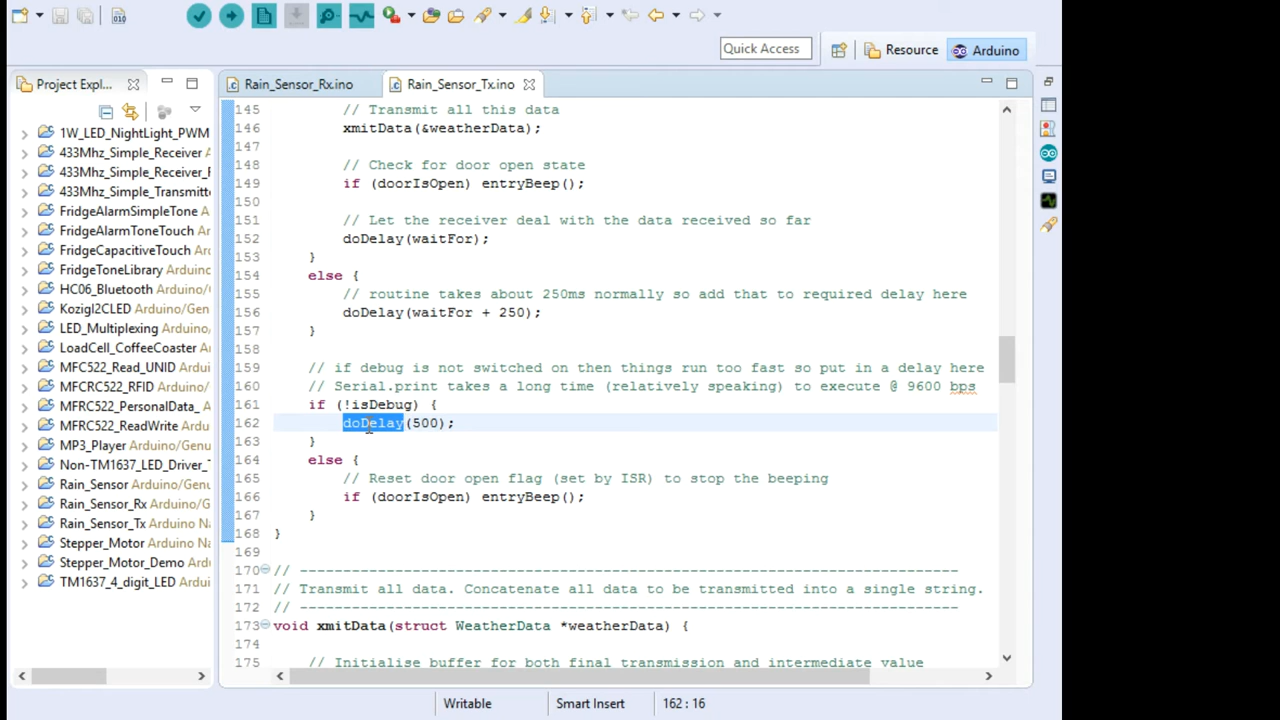 Quick Access
Resource
Arduino
Project Expl...
Rain_Sensor_Rx.ino
Rain_Sensor_Tx.ino
1W_LED_NightLight_PWM
433Mhz_Simple_Receiver A
433Mhz_Simple_Receiver_F
433Mhz_Simple_Transmitte
FridgeAlarmSimpleTone A
FridgeAlarmToneTouch Ar
FridgeCapacitiveTouch Ar
FridgeToneLibrary Arduino
HC06_Bluetooth Arduino/
Kozigl2CLED Arduino/Gen
LED_Multiplexing Arduino
LoadCell_CoffeeCoaster A
MFC522_Read_UNID Ardui
MFCRC522_RFID Arduino/
MFRC522_PersonalData_ A
MFRC522_ReadWrite Ardui
MP3_Player Arduino/Genu
Non-TM1637_LED_Driver_T
Rain_Sensor Arduino/Genu
Rain_Sensor_Rx Arduino/G
Rain_Sensor_Tx Arduino Na
Stepper_Motor Arduino Na
Stepper_Motor_Demo Ardu
TM1637_4_digit_LED Ardui
145 // Transmit all this data
146 xmitData(&weatherData);
147
148 // Check for door open state
149 if (doorIsOpen) entryBeep();
150
151 // Let the receiver deal with the data received so far
152 doDelay(waitFor);
153 }
154 else {
155 // routine takes about 250ms normally so add that to required delay here
156 doDelay(waitFor + 250);
157 }
158
159 // if debug is not switched on then things run too fast so put in a delay here
160 // Serial.print takes a long time (relatively speaking) to execute @ 9600 bps
161 if (!isDebug) {
162 doDelay(500);
163 }
164 else {
165 // Reset door open flag (set by ISR) to stop the beeping
166 if (doorIsOpen) entryBeep();
167 }
168 }
169
170 // ----------------------------------------------------------------------------
171 // Transmit all data. Concatenate all data to be transmitted into a single string.
172 // ----------------------------------------------------------------------------
173 void xmitData(struct WeatherData *weatherData) {
174
175 // Initialise buffer for both final transmission and intermediate value
Writable
Smart Insert
162 : 16